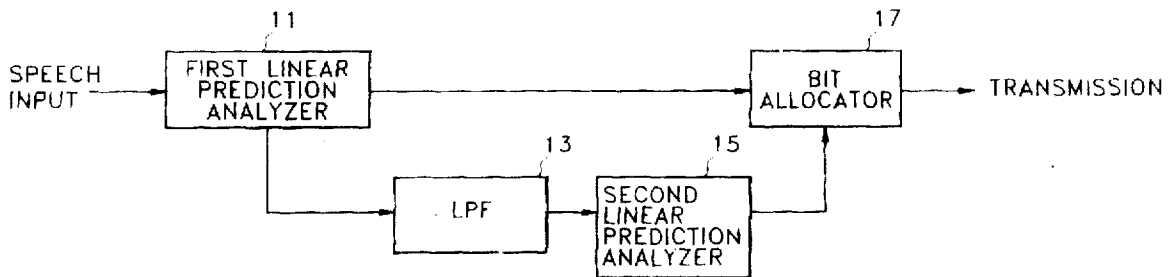 11
17
SPEECH
INPUT
FIRST LINEAR
PREDICTION
ANALYZER
BIT
ALLOCATOR
TRANSMISSION
13
15
LPF
SECOND
LINEAR
PREDICTION
ANALYZER